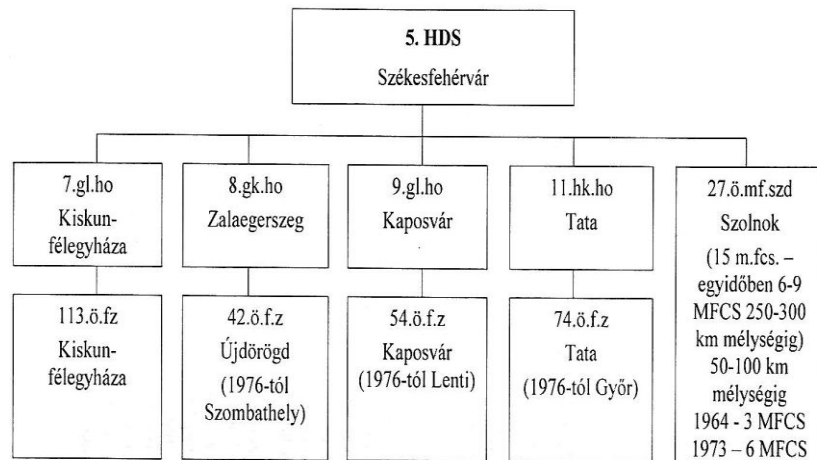 5. HDS
Székesfehérvár
7.gl.ho
Kiskun-
félegyháza
8.gk.ho
Zalaegerszeg
9.gl.ho
Kaposvár
11.hk.ho
Tata
27.ö.mf.szd
Szolnok
(15 m.fcs. –
egyidőben 6-9
MFCS 250-300
km mélységig)
50-100 km
mélységig
1964 - 3 MFCS
1973 – 6 MFCS
113.ö.fz
Kiskun-
félegyháza
42.ö.f.z
Újdörögd
(1976-tól
Szombathely)
54.ö.f.z
Kaposvár
(1976-tól Lenti)
74.ö.f.z
Tata
(1976-tól Győr)